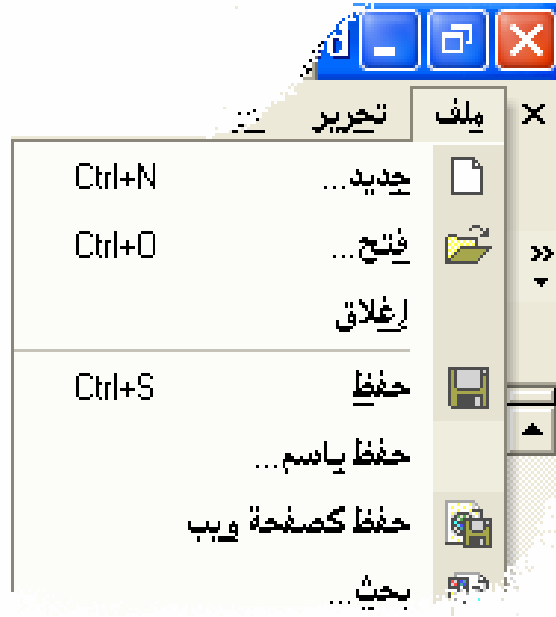 ملف تحرير
جديد... Ctrl+N
فتح... Ctrl+O
إغلاق
حفظ Ctrl+S
حفظ باسم...
حفظ كصفحة ويب
بحث...